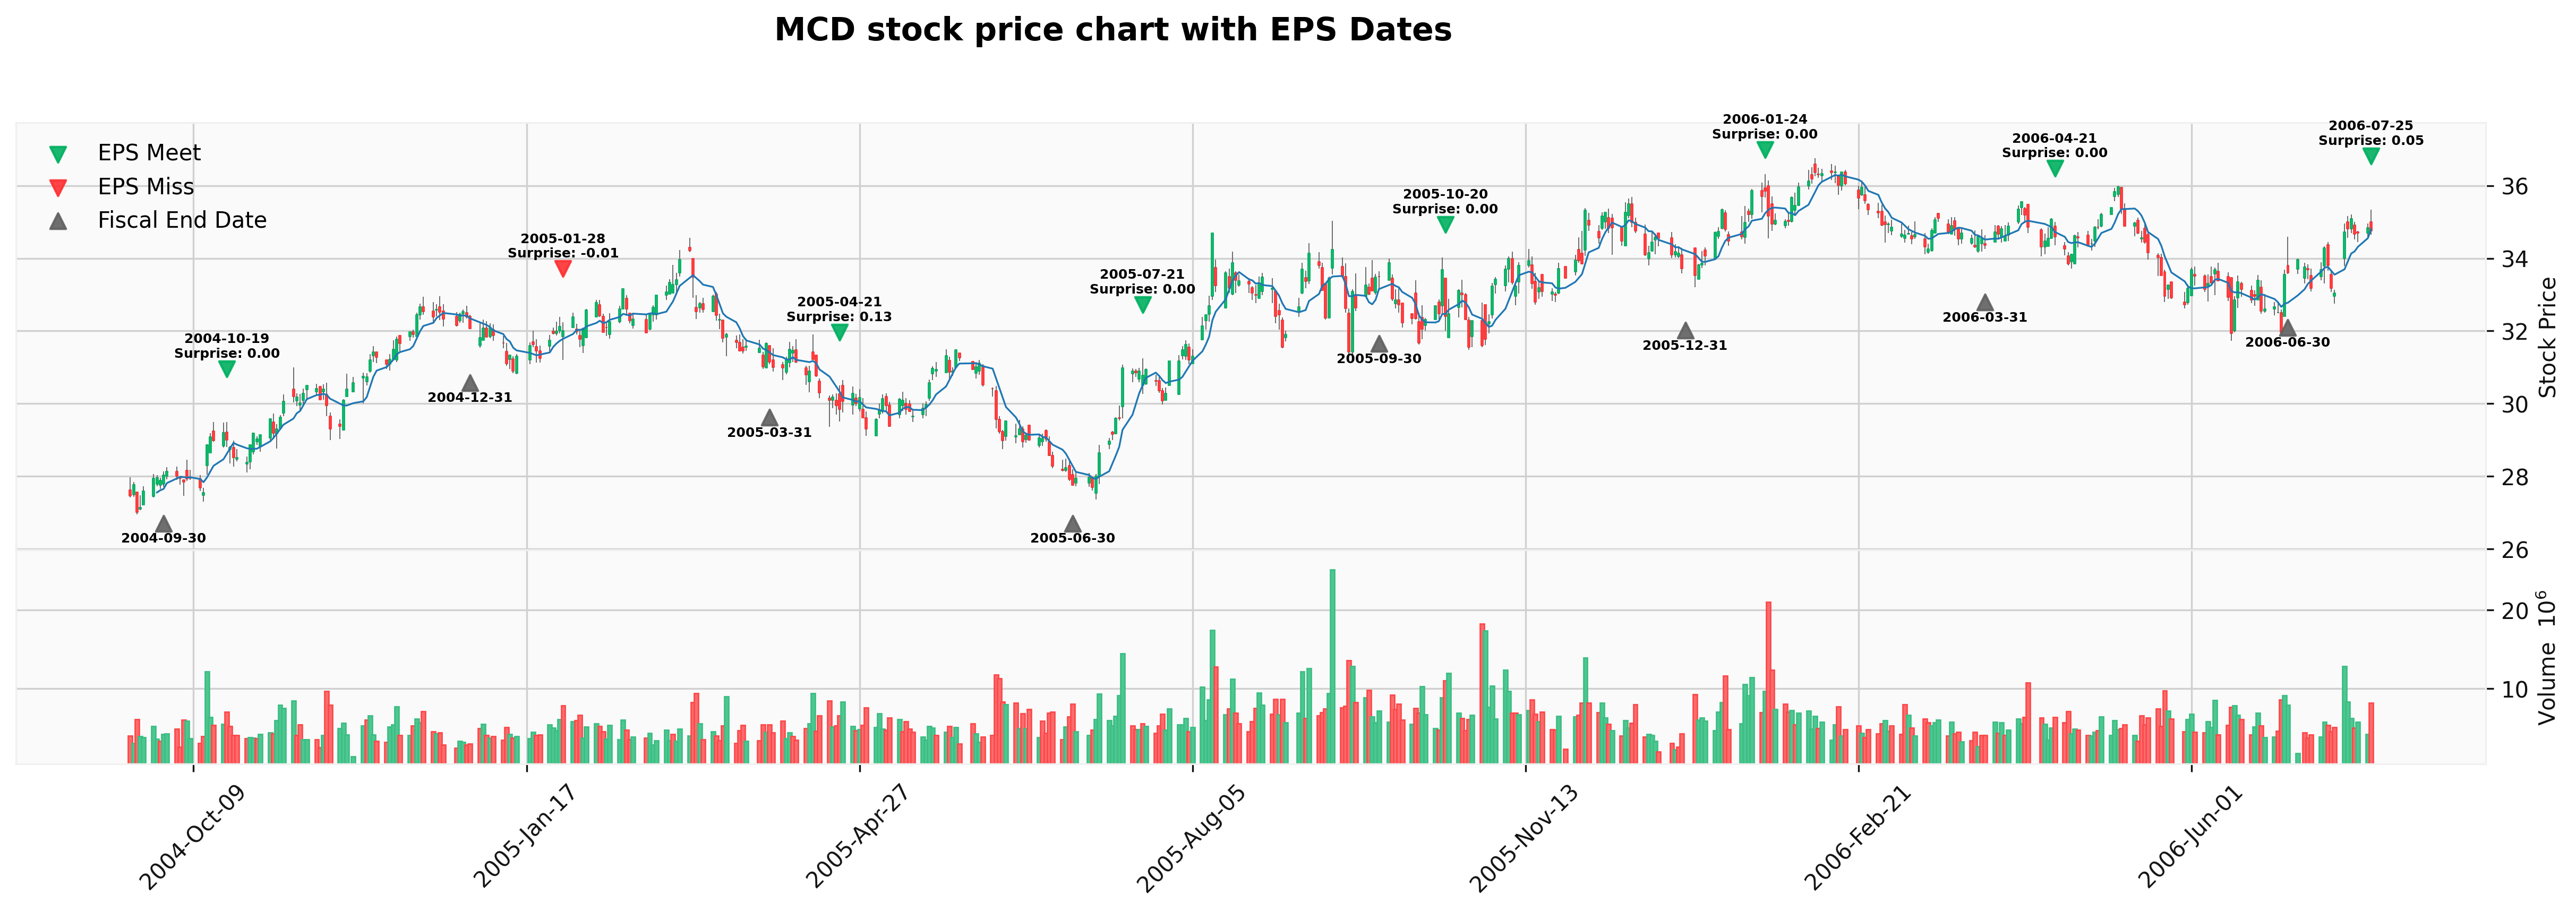 MCD stock price chart with EPS Dates
EPS Meet
EPS Miss
Fiscal End Date
2004-10-19
Surprise: 0.00
2005-01-28
Surprise: -0.01
2005-04-21
Surprise: 0.13
2005-07-21
Surprise: 0.00
2005-10-20
Surprise: 0.00
2006-01-24
Surprise: 0.00
2006-04-21
Surprise: 0.00
2006-07-25
Surprise: 0.05
2004-09-30
2004-12-31
2005-03-31
2005-06-30
2005-09-30
2005-12-31
2006-03-31
2006-06-30
36
34
32
30
28
26
Stock Price
20
10
Volume 10⁶
2004-Oct-09
2005-Jan-17
2005-Apr-27
2005-Aug-05
2005-Nov-13
2006-Feb-21
2006-Jun-01